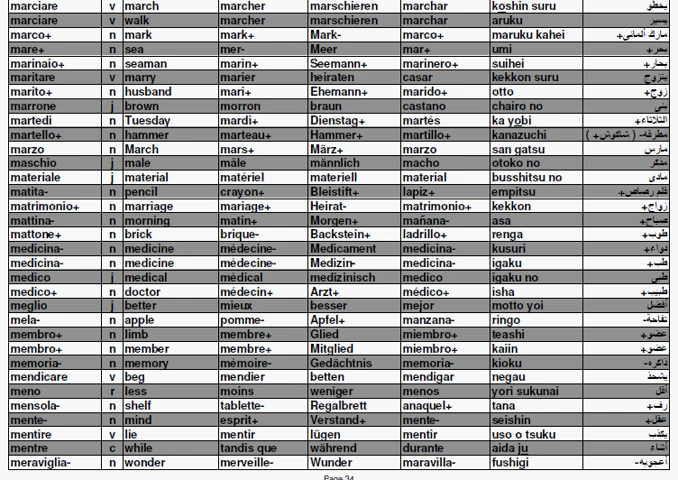 marciare v march marcher marschieren marchar koshin suru يخطو
marciare v walk marcher marschieren marchar aruku يسير
marco+ n mark mark+ Mark- marco+ maruku kahei مارك ألمانى+
mare+ n sea mer- Meer mar+ umi بحر+
marinaio+ n seaman marin+ Seemann+ marinero+ suihei بحار+
maritare v marry marier heiraten casar kekkon suru يتزوج
marito+ n husband mari+ Ehemann+ marido+ otto زوج+
marrone j brown morron braun castano chairo no بنى
martedi n Tuesday mardi+ Dienstag+ martés ka yobi الثلاثاء+
martello+ n hammer marteau+ Hammer+ martillo+ kanazuchi مطرقه- ( شاكوش+ )
marzo n March mars+ März+ marzo san gatsu مارس
maschio j male mâle männlich macho otoko no مذكر
materiale j material matériel materiell material busshitsu no مادى
matita- n pencil crayon+ Bleistift+ lapiz+ empitsu قلم رصاص+
matrimonio+ n marriage mariage+ Heirat- matrimonio+ kekkon زواج+
mattina- n morning matin+ Morgen+ mañana- asa صباح+
mattone+ n brick brique- Backstein+ ladrillo+ renga طوب+
medicina- n medicine médecine- Medicament medicina- kusuri دواء+
medicina- n medicine médecine- Medizin- medicina- igaku طب+
medico j medical médical medizinisch medico igaku no طبى
medico+ n doctor médecin+ Arzt+ médico+ isha طبيب+
meglio j better mieux besser mejor motto yoi افضل
mela- n apple pomme- Apfel+ manzana- ringo تفاحة-
membro+ n limb membre+ Glied miembro+ teashi عضو+
membro+ n member membre+ Mitglied miembro+ kaiin عضو+
memoria- n memory mémoire- Gedächtnis memoria- kioku ذاكره-
mendicare v beg mendier betten mendigar negau يشحذ
meno r less moins weniger menos yori sukunai أقل
mensola- n shelf tablette- Regalbrett anaquel+ tana رف+
mente- n mind esprit+ Verstand+ mente- seishin عقل+
mentire v lie mentir lügen mentir uso o tsuku يكذب
mentre c while tandis que während durante aida ju أثناء
meraviglia- n wonder merveille- Wunder maravilla- fushigi أعجوبه-
Page 34